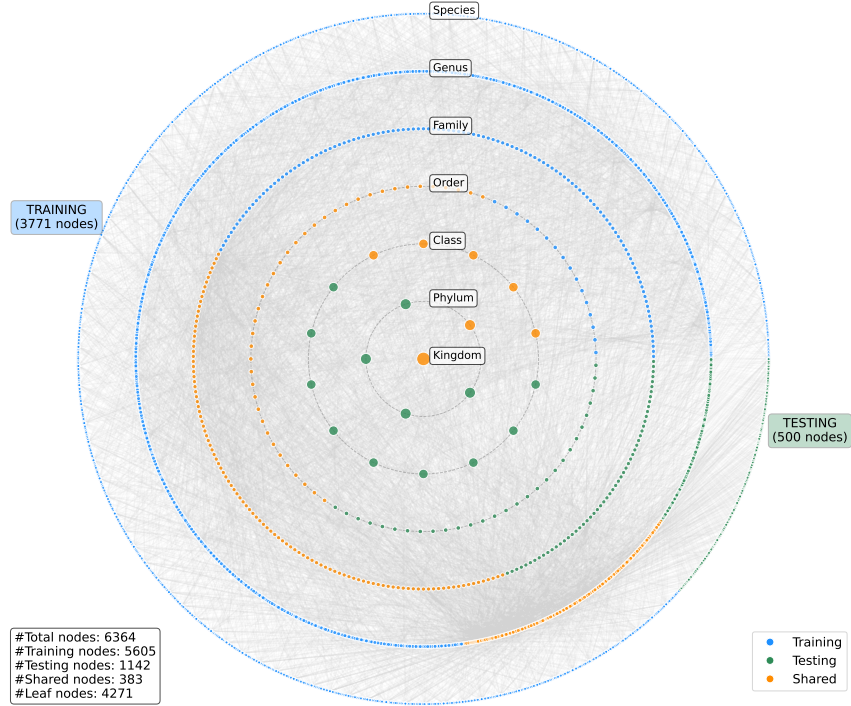 Species
Genus
Family
Order
Class
Phylum
Kingdom
TRAINING
(3771 nodes)
TESTING
(500 nodes)
#Total nodes: 6364
#Training nodes: 5605
#Testing nodes: 1142
#Shared nodes: 383
#Leaf nodes: 4271
Training
Testing
Shared